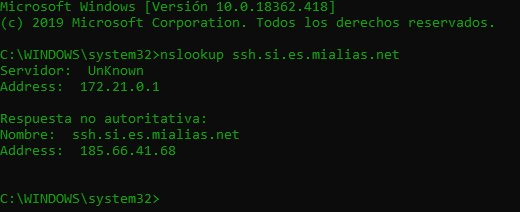 Microsoft Windows [Versión 10.0.18362.418]
(c) 2019 Microsoft Corporation. Todos los derechos reservados.
C:\WINDOWS\system32>nslookup ssh.si.es.mialias.net
Servidor:  UnKnown
Address:  172.21.0.1
Respuesta no autoritativa:
Nombre:  ssh.si.es.mialias.net
Address:  185.66.41.68
C:\WINDOWS\system32>